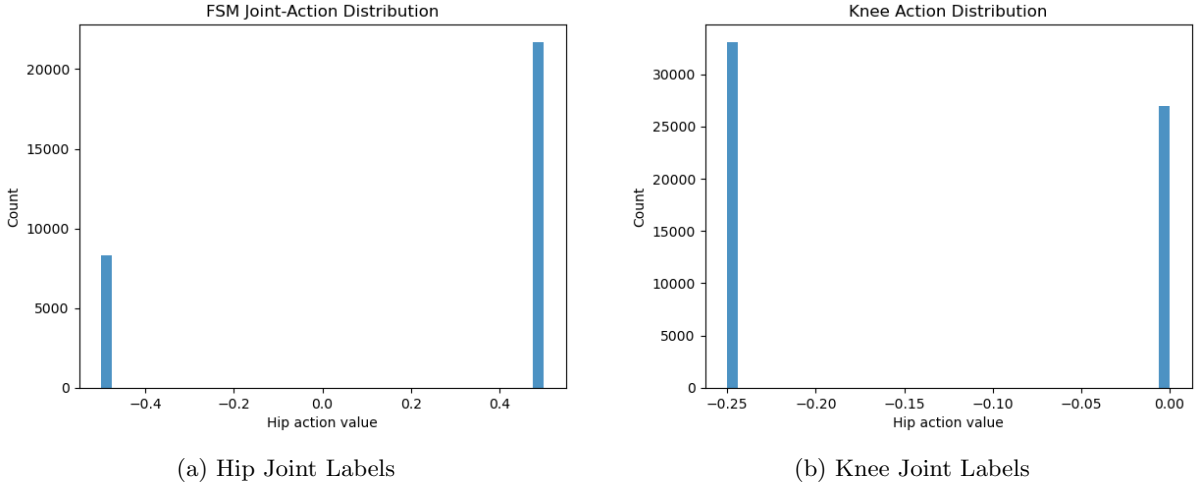 FSM Joint-Action Distribution
Count
20000
15000
10000
5000
0
−0.4 −0.2 0.0 0.2 0.4
Hip action value
(a) Hip Joint Labels
Knee Action Distribution
Count
30000
25000
20000
15000
10000
5000
0
−0.25 −0.20 −0.15 −0.10 −0.05 0.00
Hip action value
(b) Knee Joint Labels